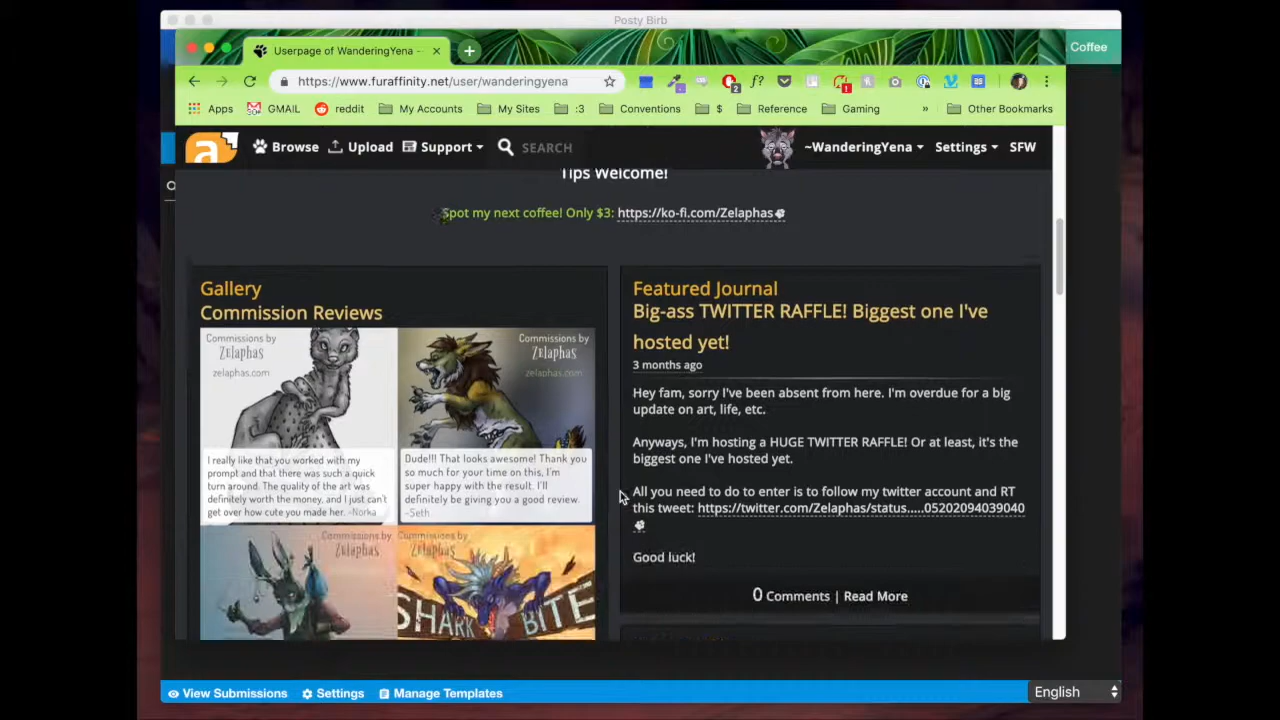 Posty Birb
Userpage of WanderingYena -
Coffee
https://www.furaffinity.net/user/wanderingyena
Apps
GMAIL
reddit
My Accounts
My Sites
:3
Conventions
$
Reference
Gaming
»
Other Bookmarks
Browse
Upload
Support
SEARCH
~WanderingYena
Settings
SFW
Tips Welcome!
Spot my next coffee! Only $3: https://ko-fi.com/Zelaphas
Gallery
Commission Reviews
Commissions by
Zelaphas
zelaphas.com
I really like that you worked with my
prompt and that there was such a quick
turn around. The quality of the art was
definitely worth the money, and I just can't
get over how cute you made her. -Norka
Commissions by
Zelaphas
zelaphas.com
Dude!!! That looks awesome! Thank you
so much for your time on this, I'm
super happy with the result. I'll
definitely be giving you a good review.
-Seth
Commissions by
Zelaphas
Commissions by
Zelaphas
SHARK BITE
Featured Journal
Big-ass TWITTER RAFFLE! Biggest one I've
hosted yet!
3 months ago
Hey fam, sorry I've been absent from here. I'm overdue for a big
update on art, life, etc.
Anyways, I'm hosting a HUGE TWITTER RAFFLE! Or at least, it's the
biggest one I've hosted yet.
All you need to do to enter is to follow my twitter account and RT
this tweet: https://twitter.com/Zelaphas/status.....05202094039040
Good luck!
0 Comments | Read More
View Submissions
Settings
Manage Templates
English